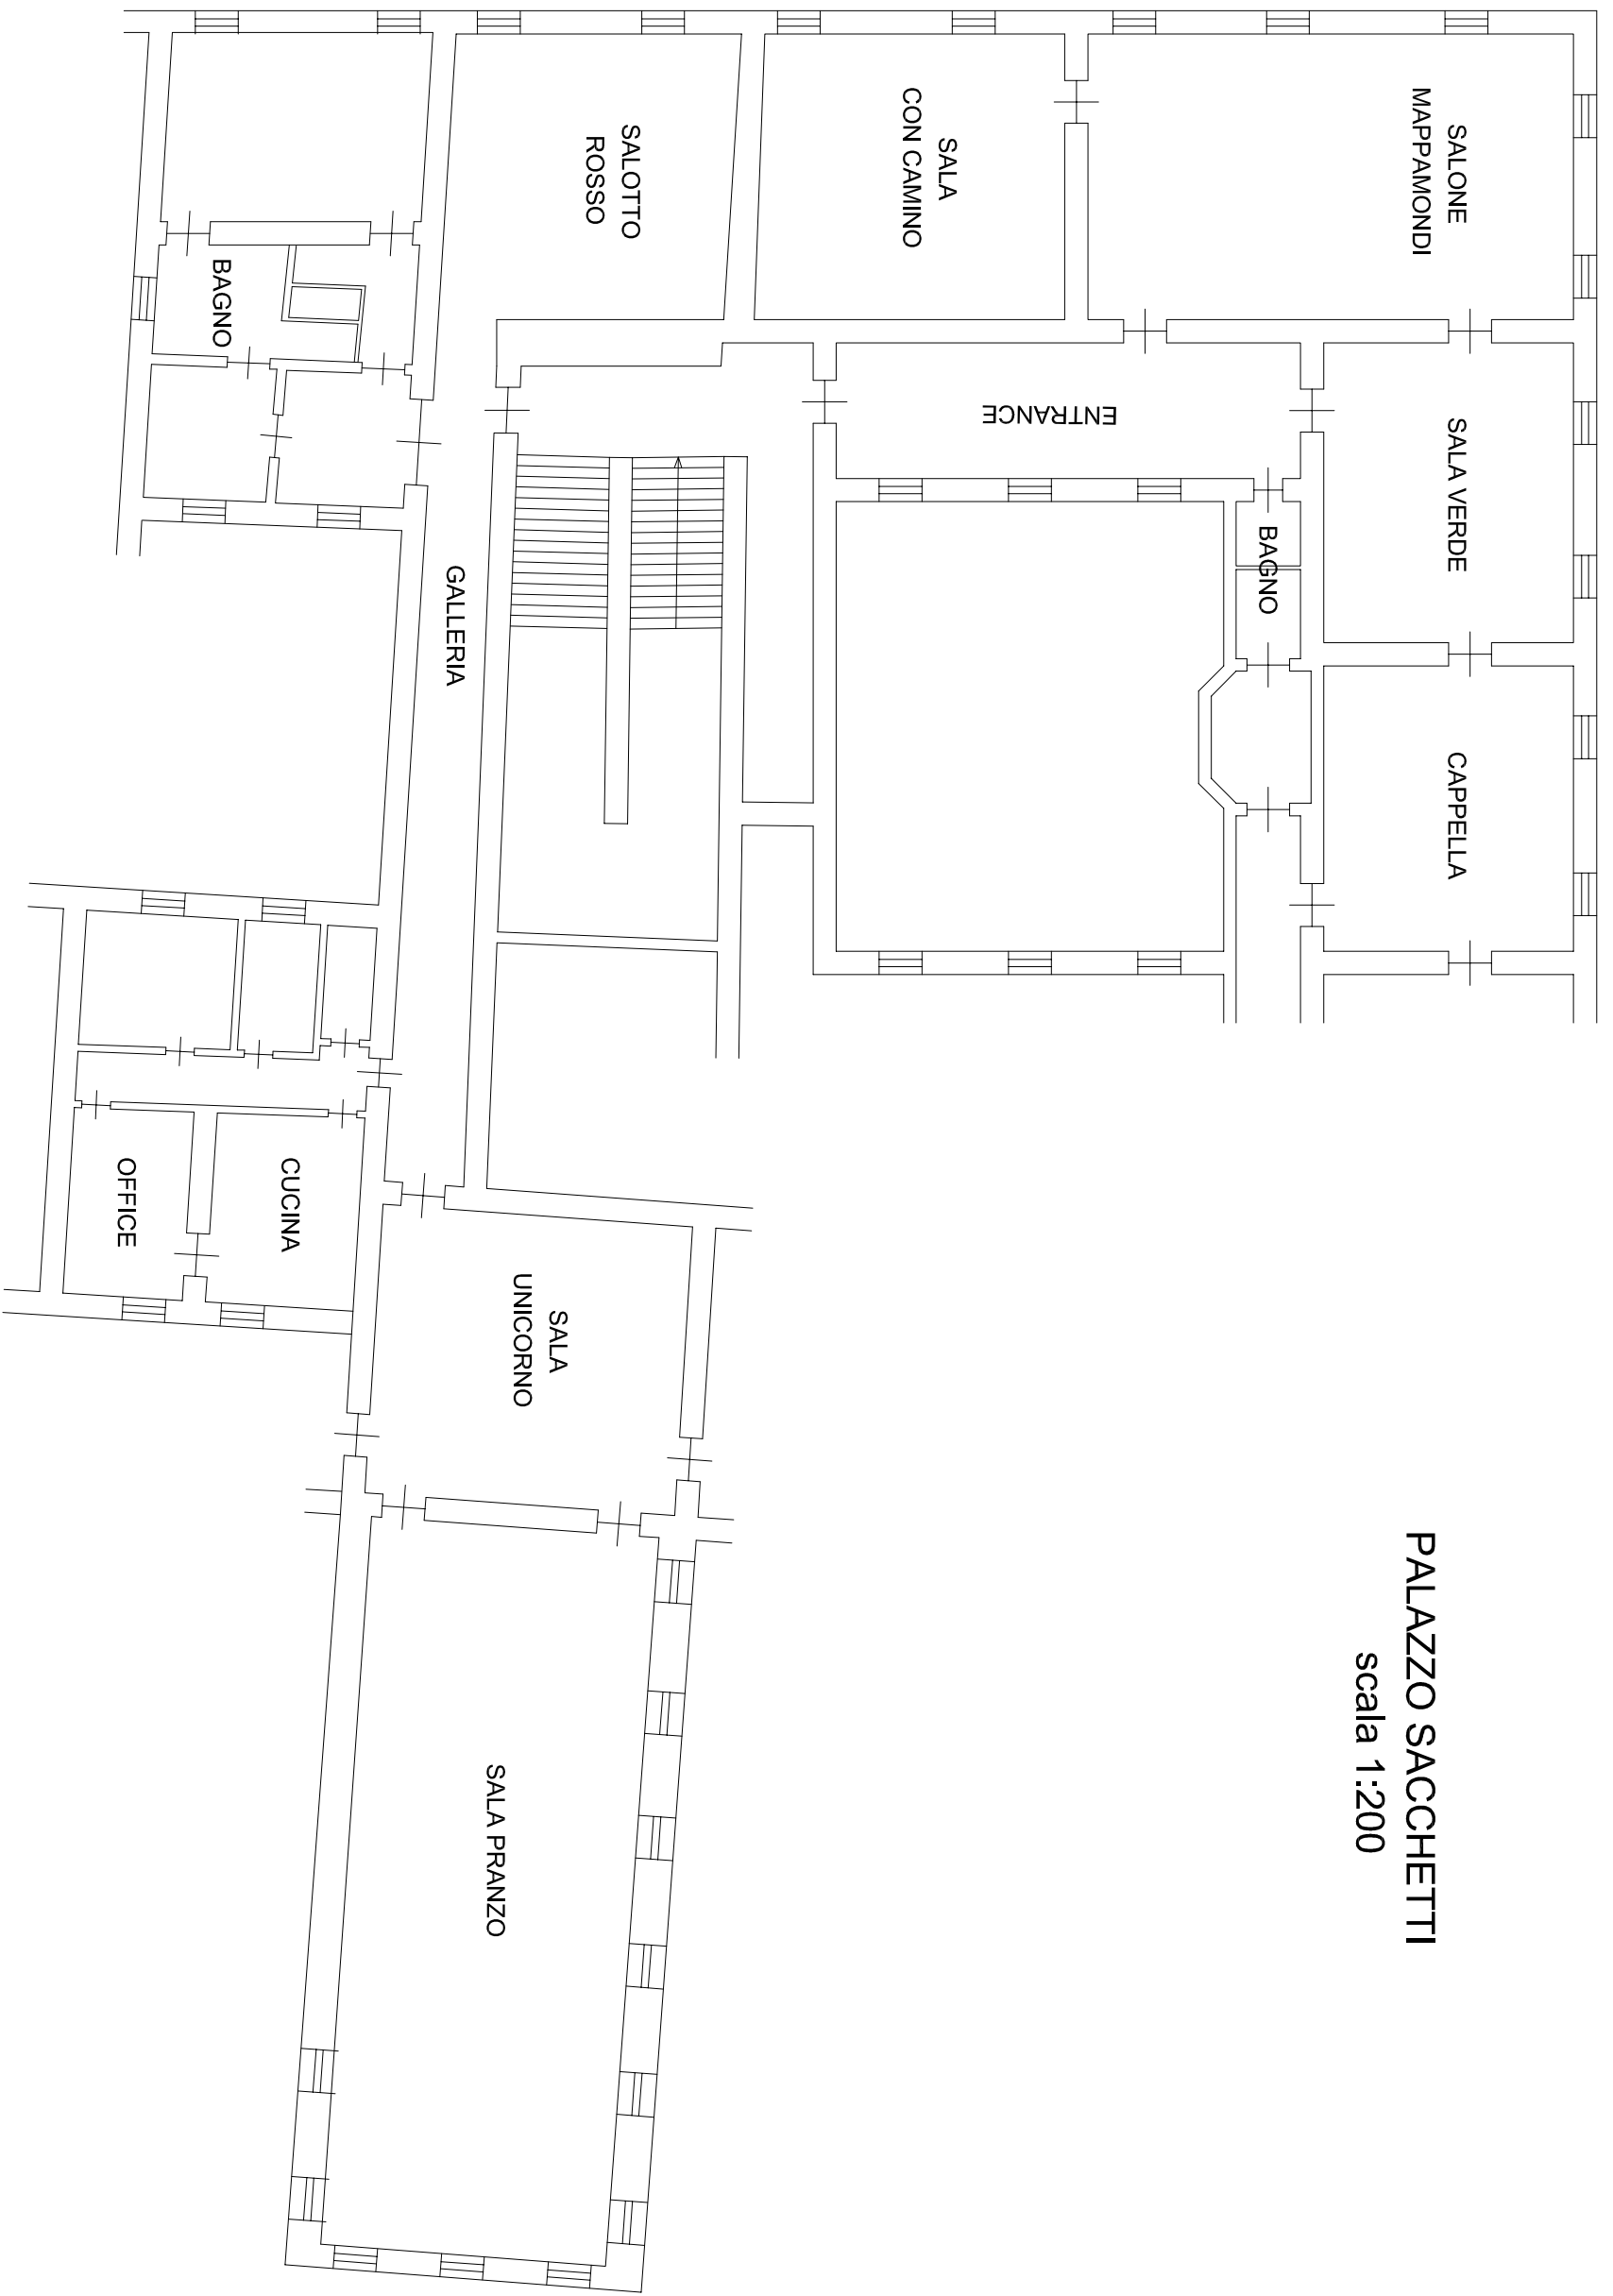 PALAZZO SACCHETTI
scala 1:200
SALONE
MAPPAMONDI
SALA VERDE
CAPPELLA
BAGNO
ENTRANCE
SALA
CON CAMINO
SALOTTO
ROSSO
BAGNO
GALLERIA
CUCINA
OFFICE
SALA
UNICORNO
SALA PRANZO